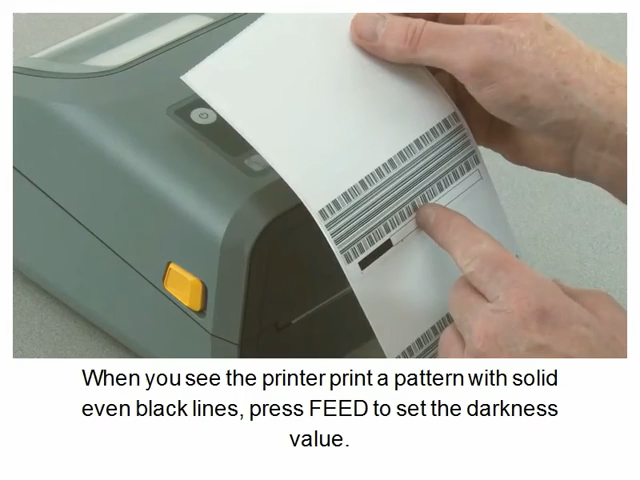 When you see the printer print a pattern with solid
even black lines, press FEED to set the darkness
value.